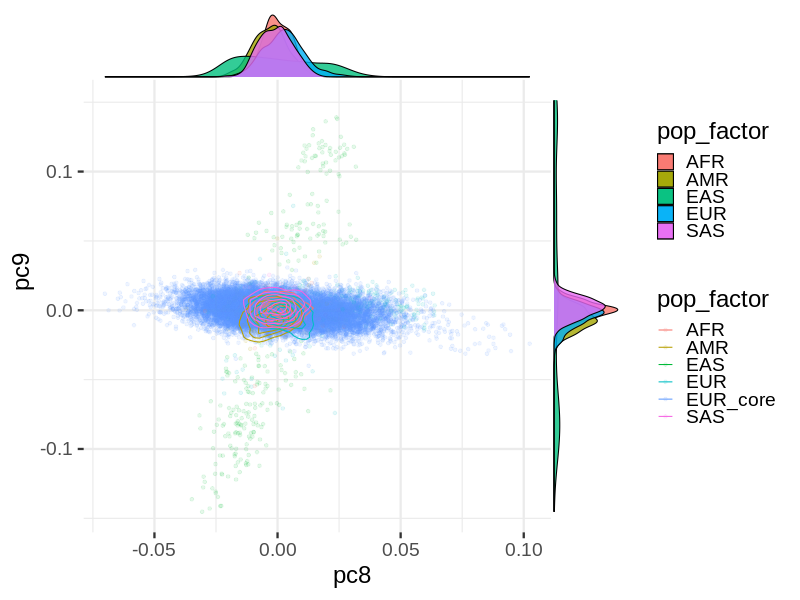 pop_factor
AFR
AMR
EAS
EUR
SAS
pop_factor
AFR
AMR
EAS
EUR
EUR_core
SAS
pc9
0.1
0.0
-0.1
-0.05
0.00
0.05
0.10
pc8